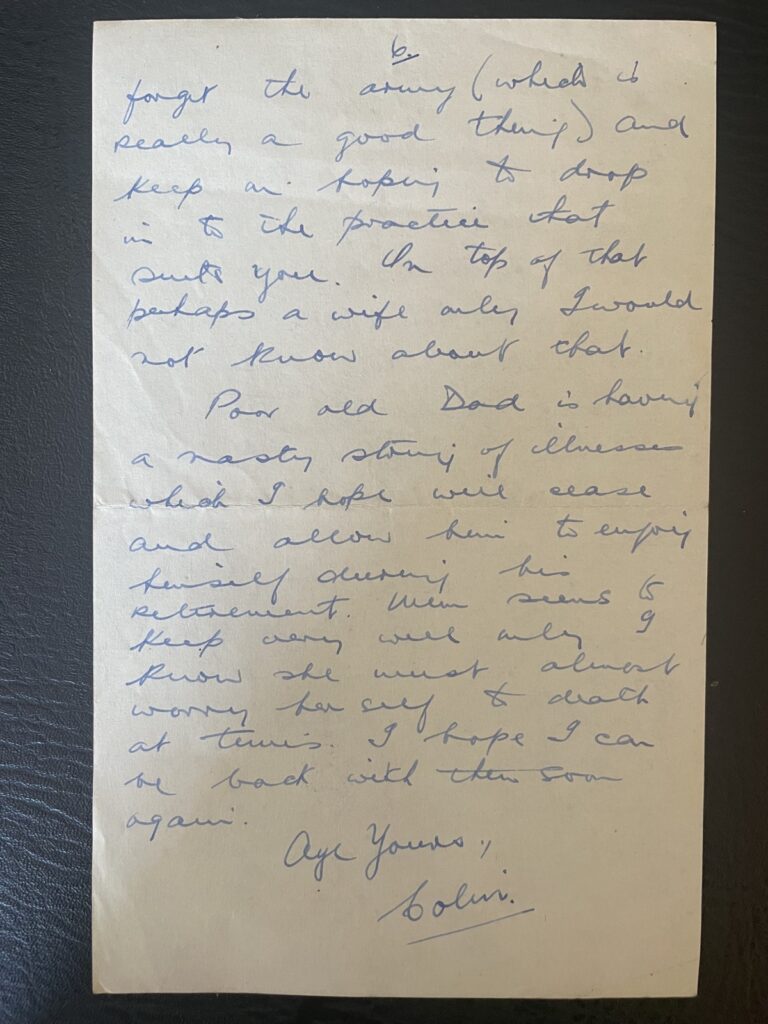 6.
forget the army (which is
really a good thing) and
keep on hoping to drop
in to the practice that
suits you. On top of that
perhaps a wife only I would
not know about that.
Poor old Dad is having
a nasty string of illnesses
which I hope will cease
and allow him to enjoy
himself during his
retirement. Mum seems to
keep very well only I
know she must almost
worry herself to death
at times. I hope I can
be back with them soon
again.
Aye Yours,
Colin.